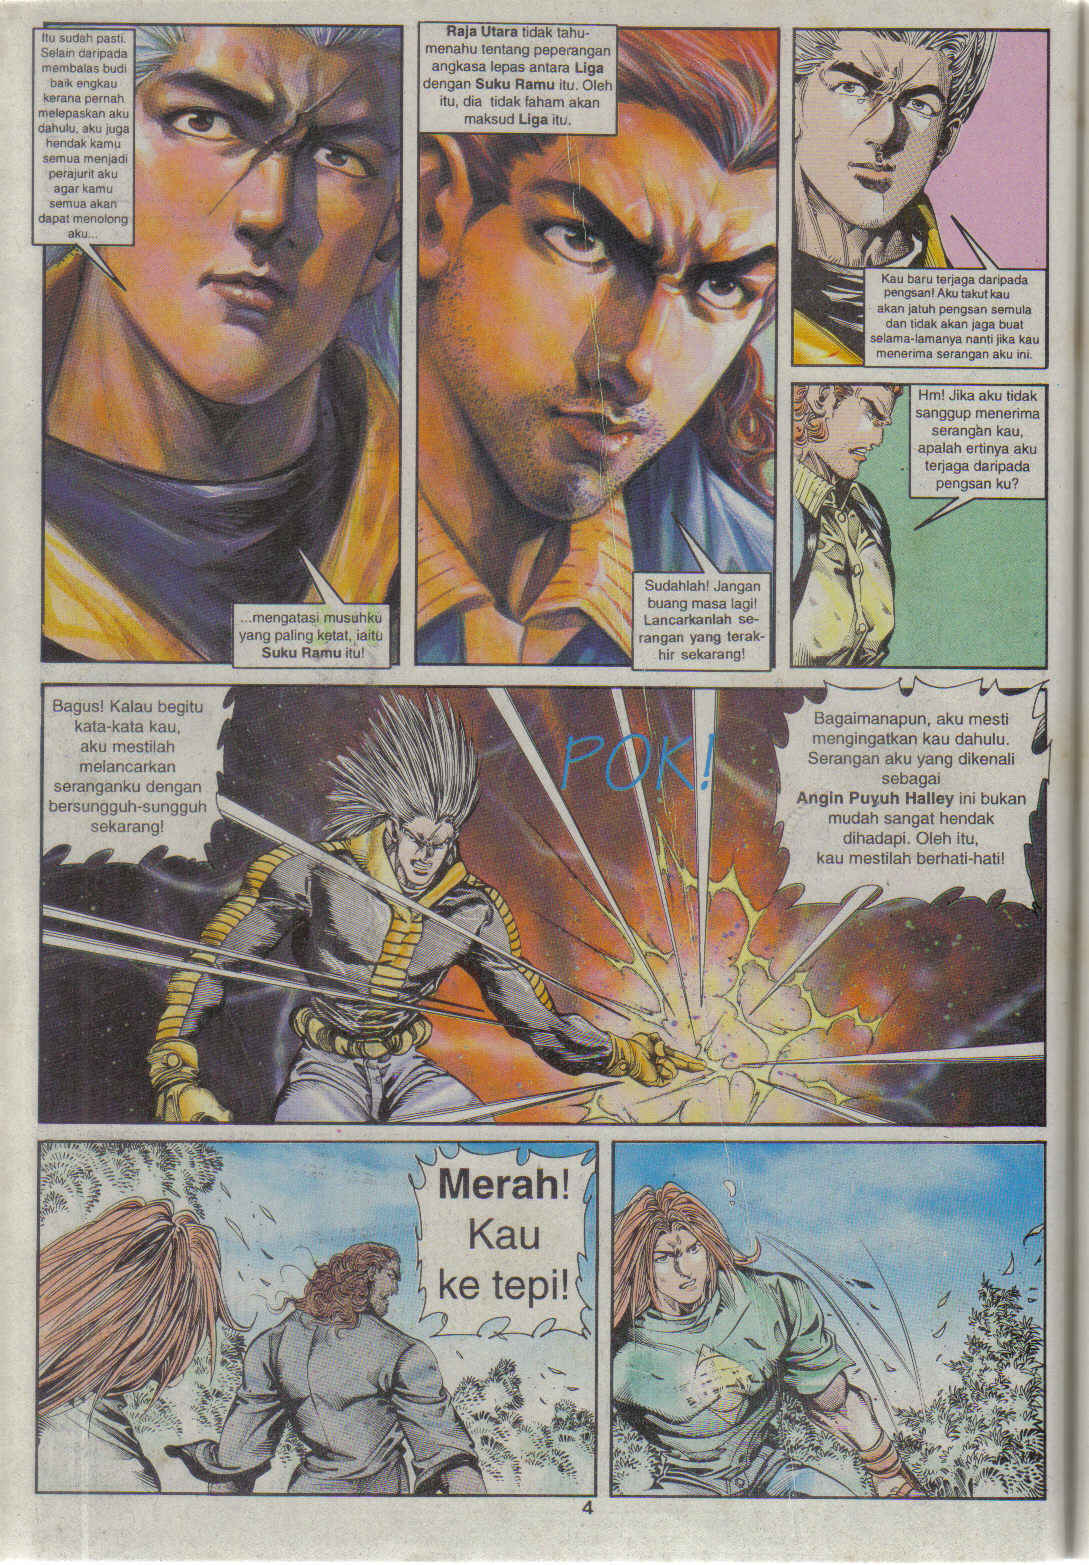 Itu sudah pasti.
Selain daripada
membalas budi
baik engkau
kerana pernah
melepaskan aku
dahulu, aku juga
hendak kamu
semua menjadi
perajurit aku
agar kamu
semua akan
dapat menolong
aku...
...mengatasi musuhku
yang paling ketat, iaitu
Suku Ramu itu!
Raja Utara tidak tahu-
menahu tentang peperangan
angkasa lepas antara Liga
dengan Suku Ramu itu. Oleh
itu, dia tidak faham akan
maksud Liga itu.
Sudahlah! Jangan
buang masa lagi!
Lancarkanlah se-
rangan yang terak-
hir sekarang!
Kau baru terjaga daripada
pengsan! Aku takut kau
akan jatuh pengsan semula
dan tidak akan jaga buat
selama-lamanya nanti jika kau
menerima serangan aku ini.
Hm! Jika aku tidak
sanggup menerima
serangan kau,
apalah ertinya aku
terjaga daripada
pengsan ku?
Bagus! Kalau begitu
kata-kata kau,
aku mestilah
melancarkan
seranganku dengan
bersungguh-sungguh
sekarang!
POK!
Bagaimanapun, aku mesti
mengingatkan kau dahulu.
Serangan aku yang dikenali
sebagai
Angin Puyuh Halley ini bukan
mudah sangat hendak
dihadapi. Oleh itu,
kau mestilah berhati-hati!
Merah!
Kau
ke tepi!
4